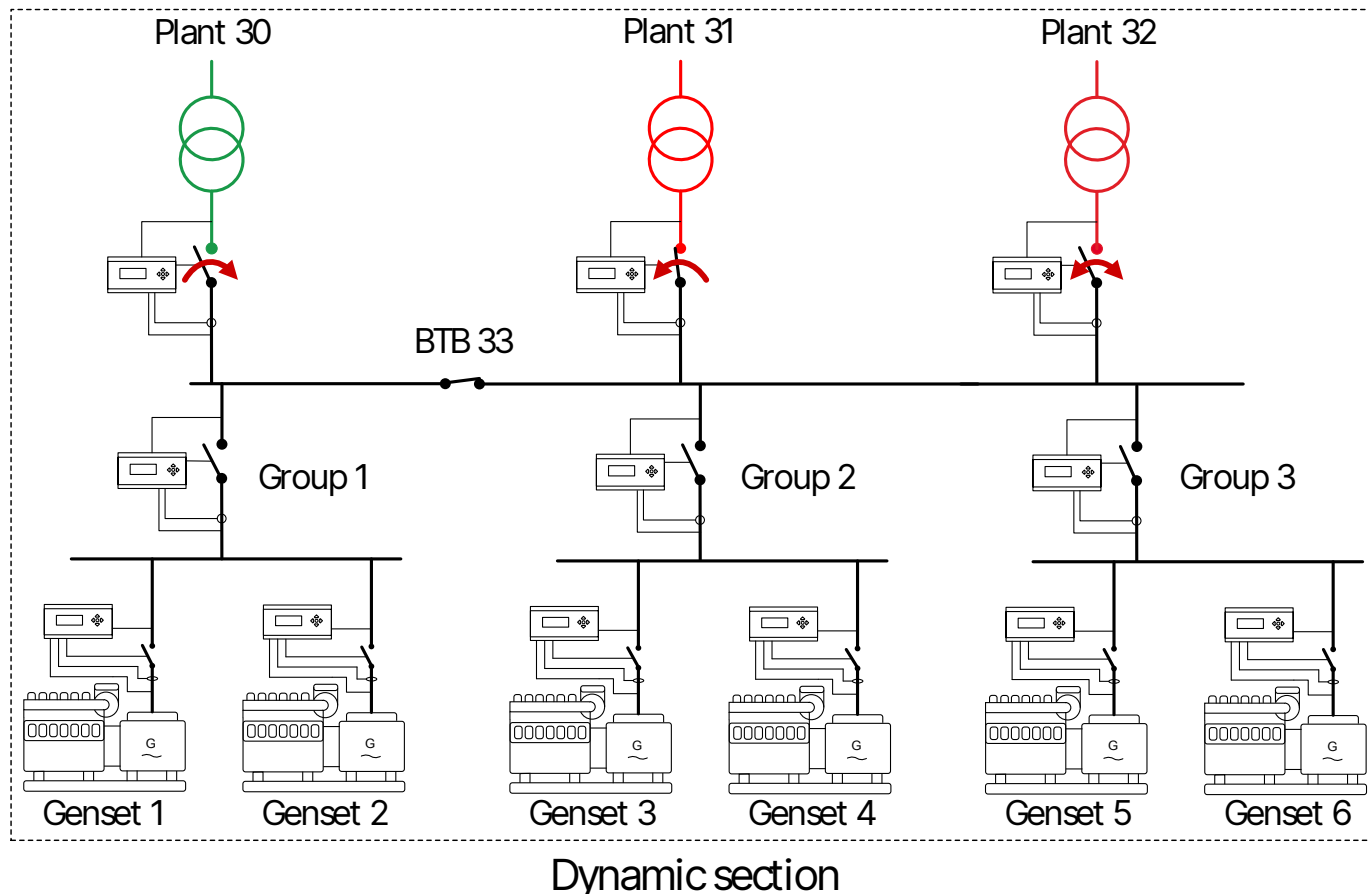 Plant 30
Plant 31
Plant 32
BTB 33
Group 1
Group 2
Group 3
G
G
G
G
G
G
Genset 1
Genset 2
Genset 3
Genset 4
Genset 5
Genset 6
Dynamic section